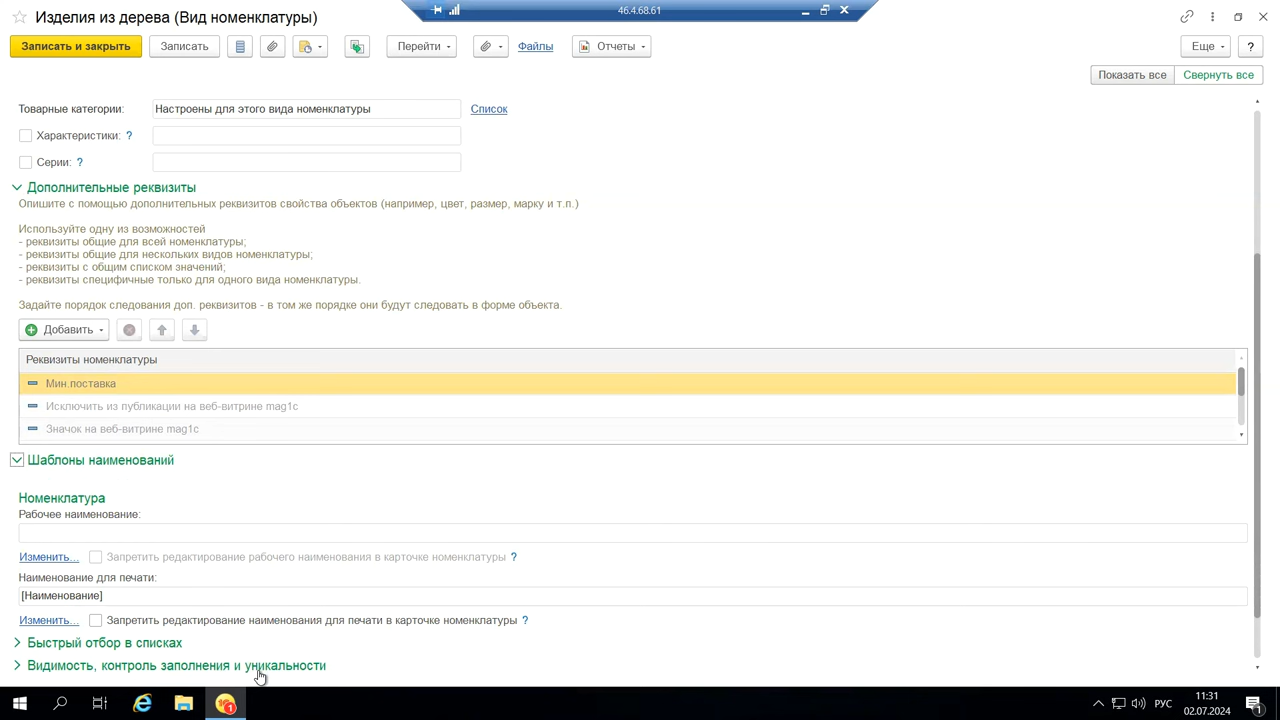 46.4.68.61
Изделия из дерева (Вид номенклатуры)
Записать и закрыть
Записать
Перейти
Файлы
Отчеты
Еще
?
Показать все
Свернуть все
Товарные категории:
Настроены для этого вида номенклатуры
Список
Характеристики: ?
Серии: ?
Дополнительные реквизиты
Опишите с помощью дополнительных реквизитов свойства объектов (например, цвет, размер, марку и т.п.)
Используйте одну из возможностей
- реквизиты общие для всей номенклатуры;
- реквизиты общие для нескольких видов номенклатуры;
- реквизиты с общим списком значений;
- реквизиты специфичные только для одного вида номенклатуры.
Задайте порядок следования доп. реквизитов - в том же порядке они будут следовать в форме объекта.
Добавить
Реквизиты номенклатуры
Мин.поставка
Исключить из публикации на веб-витрине mag1c
Значок на веб-витрине mag1c
Шаблоны наименований
Номенклатура
Рабочее наименование:
Изменить...
Запретить редактирование рабочего наименования в карточке номенклатуры ?
Наименование для печати:
[Наименование]
Изменить...
Запретить редактирование наименования для печати в карточке номенклатуры ?
Быстрый отбор в списках
Видимость, контроль заполнения и уникальности
1
РУС
11:31
02.07.2024
1